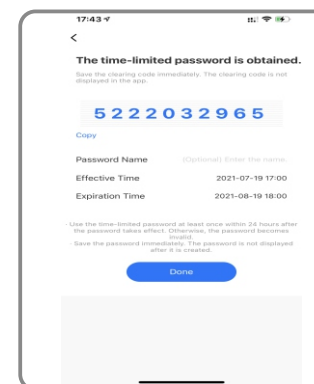 17:43
The time-limited password is obtained.
Save the clearing code immediately. The clearing code is not
displayed in the app.
5222032965
Copy
Password Name (Optional) Enter the name.
Effective Time 2021-07-19 17:00
Expiration Time 2021-08-19 18:00
- Use the time-limited password at least once within 24 hours after
the password takes effect. Otherwise, the password becomes
invalid.
- Save the password immediately. The password is not displayed
after it is created.
Done